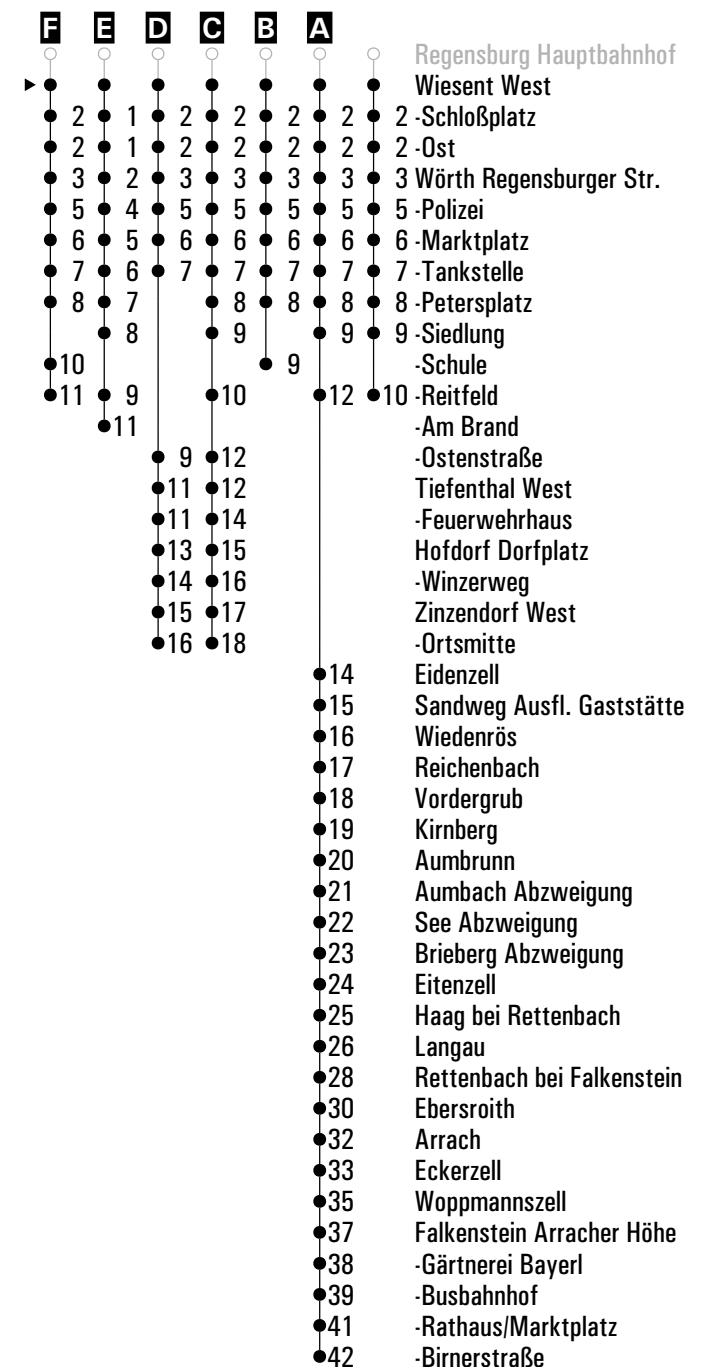 F E D C B A
Regensburg Hauptbahnhof
Wiesent West
2 1 2 2 2 2 2 -Schloßplatz
2 1 2 2 2 2 2 -Ost
3 2 3 3 3 3 3 Wörth Regensburger Str.
5 4 5 5 5 5 5 -Polizei
6 5 6 6 6 6 6 -Marktplatz
7 6 7 7 7 7 7 -Tankstelle
8 7 8 8 8 8 -Petersplatz
8 9 9 9 -Siedlung
10 9 -Schule
11 9 10 12 10 -Reitfeld
11 -Am Brand
9 12 -Ostenstraße
11 12 Tiefenthal West
11 14 -Feuerwehrhaus
13 15 Hofdorf Dorfplatz
14 16 -Winzerweg
15 17 Zinzendorf West
16 18 -Ortsmitte
14 Eidenzell
15 Sandweg Ausfl. Gaststätte
16 Wiedenrös
17 Reichenbach
18 Vordergrub
19 Kirnberg
20 Aumbrunn
21 Aumbach Abzweigung
22 See Abzweigung
23 Brieberg Abzweigung
24 Eitenzell
25 Haag bei Rettenbach
26 Langau
28 Rettenbach bei Falkenstein
30 Ebersroith
32 Arrach
33 Eckerzell
35 Woppmannszell
37 Falkenstein Arracher Höhe
38 -Gärtnerei Bayerl
39 -Busbahnhof
41 -Rathaus/Marktplatz
42 -Birnerstraße